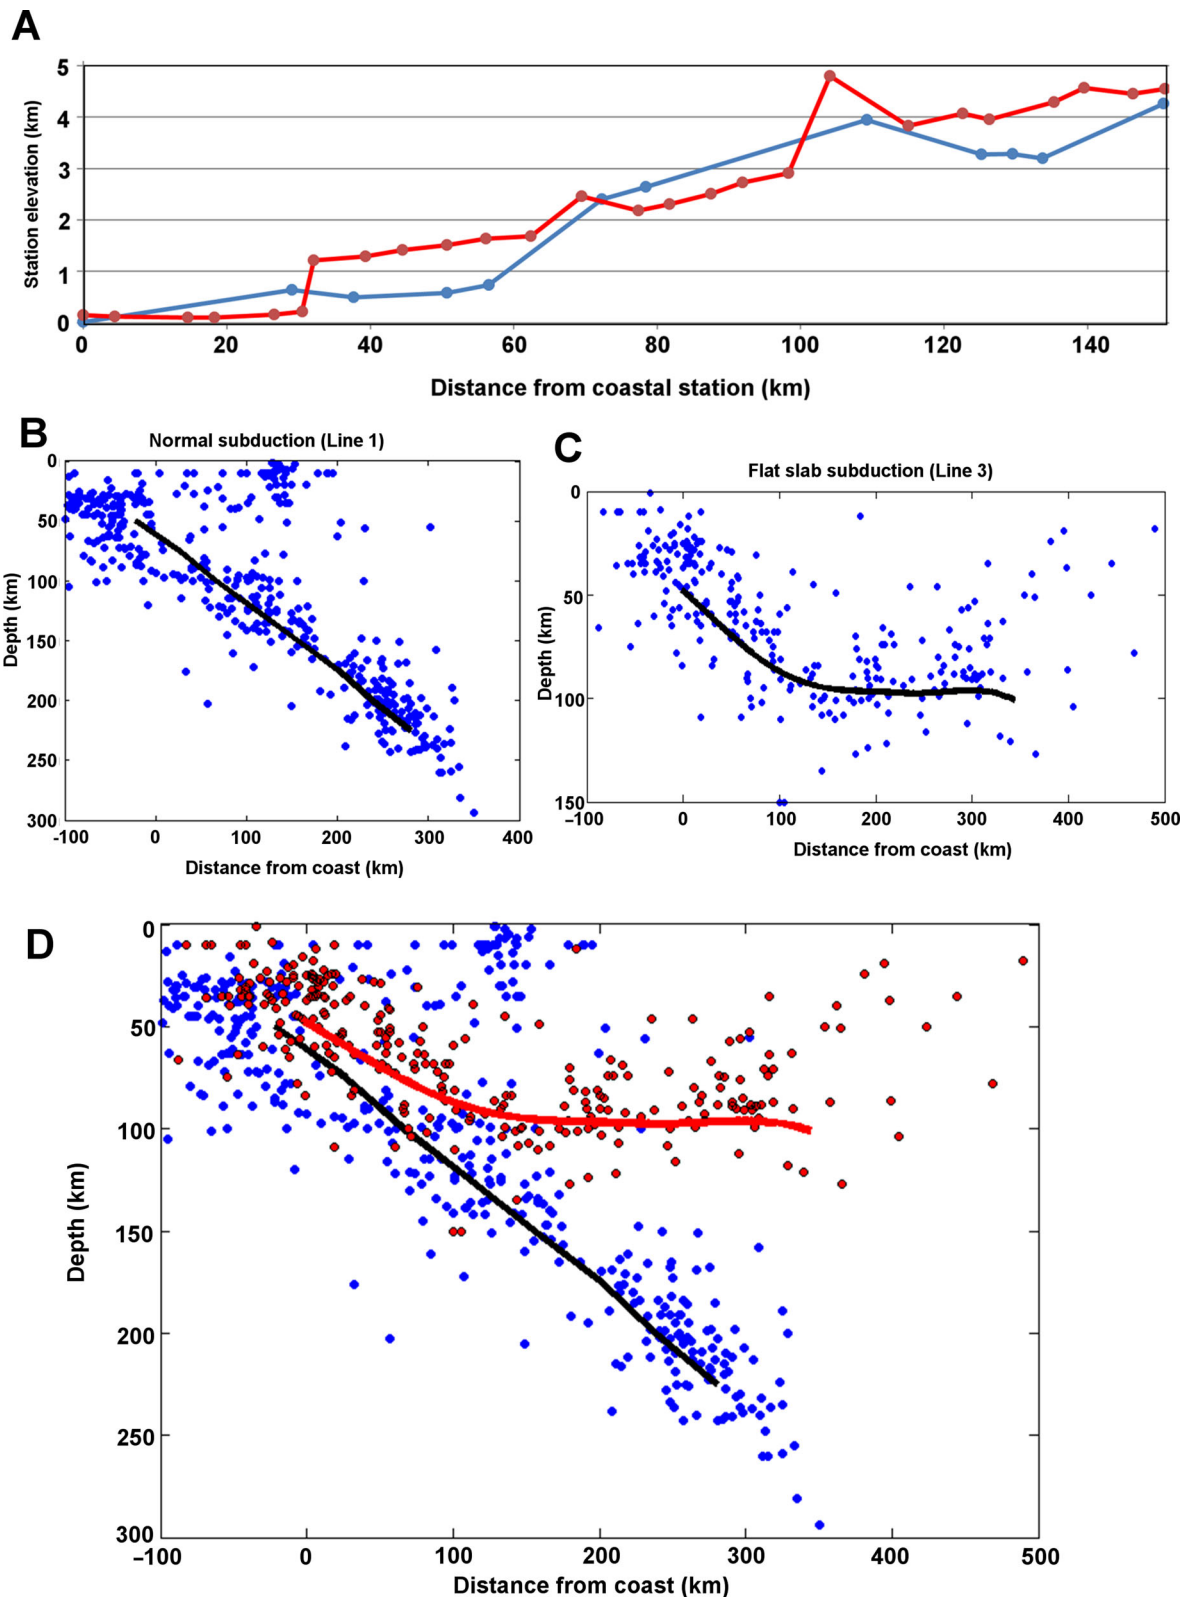 A
Station elevation (km)
5
4
3
2
1
0
0 20 40 60 80 100 120 140
Distance from coastal station (km)
B
Normal subduction (Line 1)
Depth (km)
0
50
100
150
200
250
300
-100 0 100 200 300 400
Distance from coast (km)
C
Flat slab subduction (Line 3)
Depth (km)
0
50
100
150
−100 0 100 200 300 400 500
Distance from coast (km)
D
Depth (km)
0
50
100
150
200
250
300
−100 0 100 200 300 400 500
Distance from coast (km)